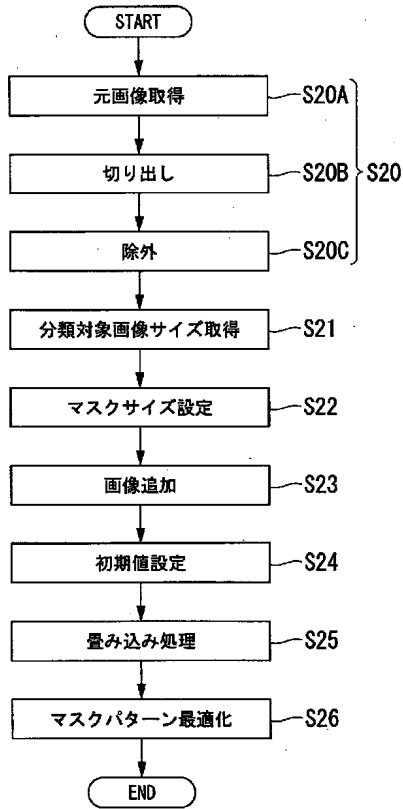 START
元画像取得 S20A
切り出し S20B S20
除外 S20C
分類対象画像サイズ取得 S21
マスクサイズ設定 S22
画像追加 S23
初期値設定 S24
畳み込み処理 S25
マスクパターン最適化 S26
END